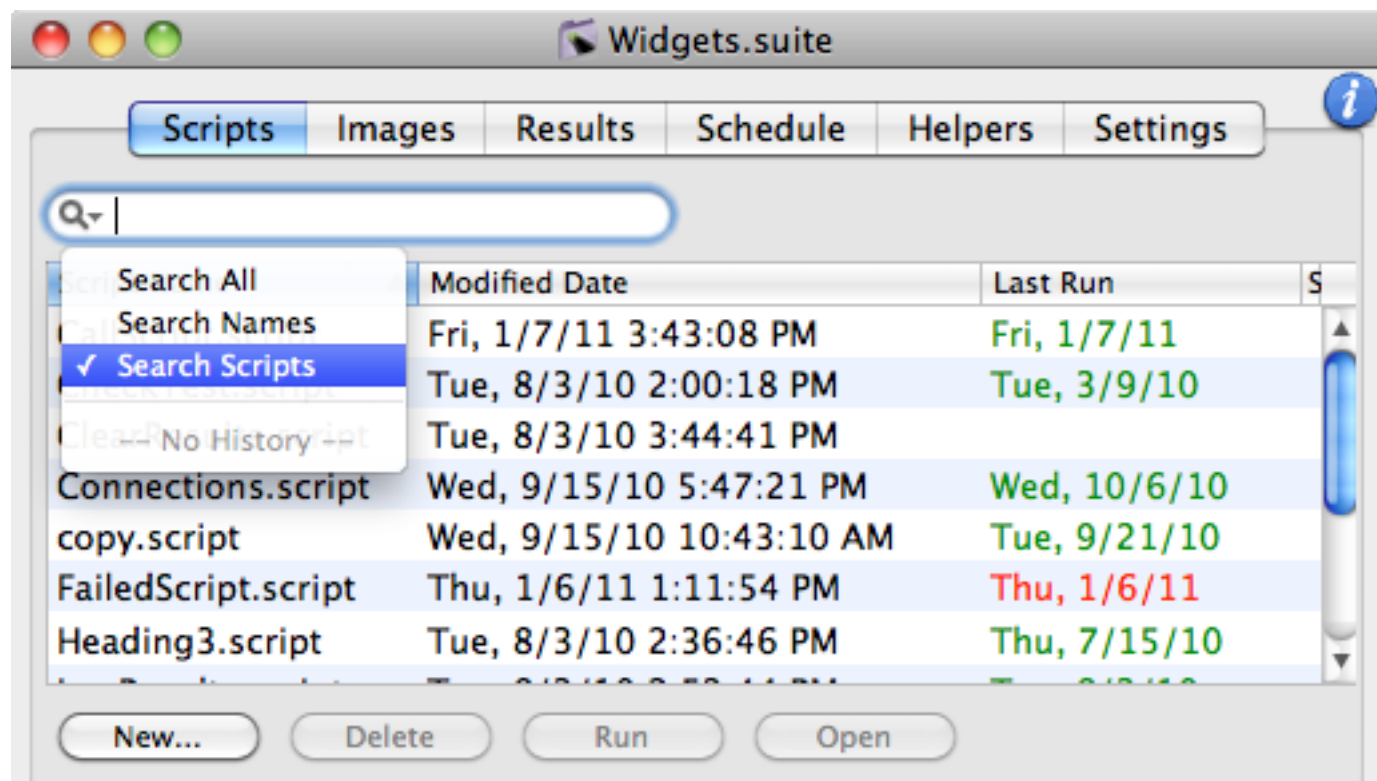 Widgets.suite
Scripts Images Results Schedule Helpers Settings
Search All
Search Names
✓ Search Scripts
-- No History --
Modified Date Last Run S
Fri, 1/7/11 3:43:08 PM Fri, 1/7/11
CheckTest.script Tue, 8/3/10 2:00:18 PM Tue, 3/9/10
ClearResults.script Tue, 8/3/10 3:44:41 PM
Connections.script Wed, 9/15/10 5:47:21 PM Wed, 10/6/10
copy.script Wed, 9/15/10 10:43:10 AM Tue, 9/21/10
FailedScript.script Thu, 1/6/11 1:11:54 PM Thu, 1/6/11
Heading3.script Tue, 8/3/10 2:36:46 PM Thu, 7/15/10
New... Delete Run Open